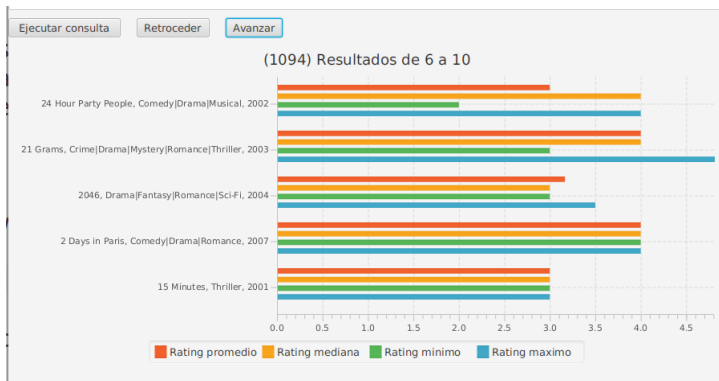 Ejecutar consulta Retroceder Avanzar
(1094) Resultados de 6 a 10
24 Hour Party People, Comedy|Drama|Musical, 2002
21 Grams, Crime|Drama|Mystery|Romance|Thriller, 2003
2046, Drama|Fantasy|Romance|Sci-Fi, 2004
2 Days in Paris, Comedy|Drama|Romance, 2007
15 Minutes, Thriller, 2001
0.0 0.5 1.0 1.5 2.0 2.5 3.0 3.5 4.0 4.5
Rating promedio Rating mediana Rating minimo Rating maximo